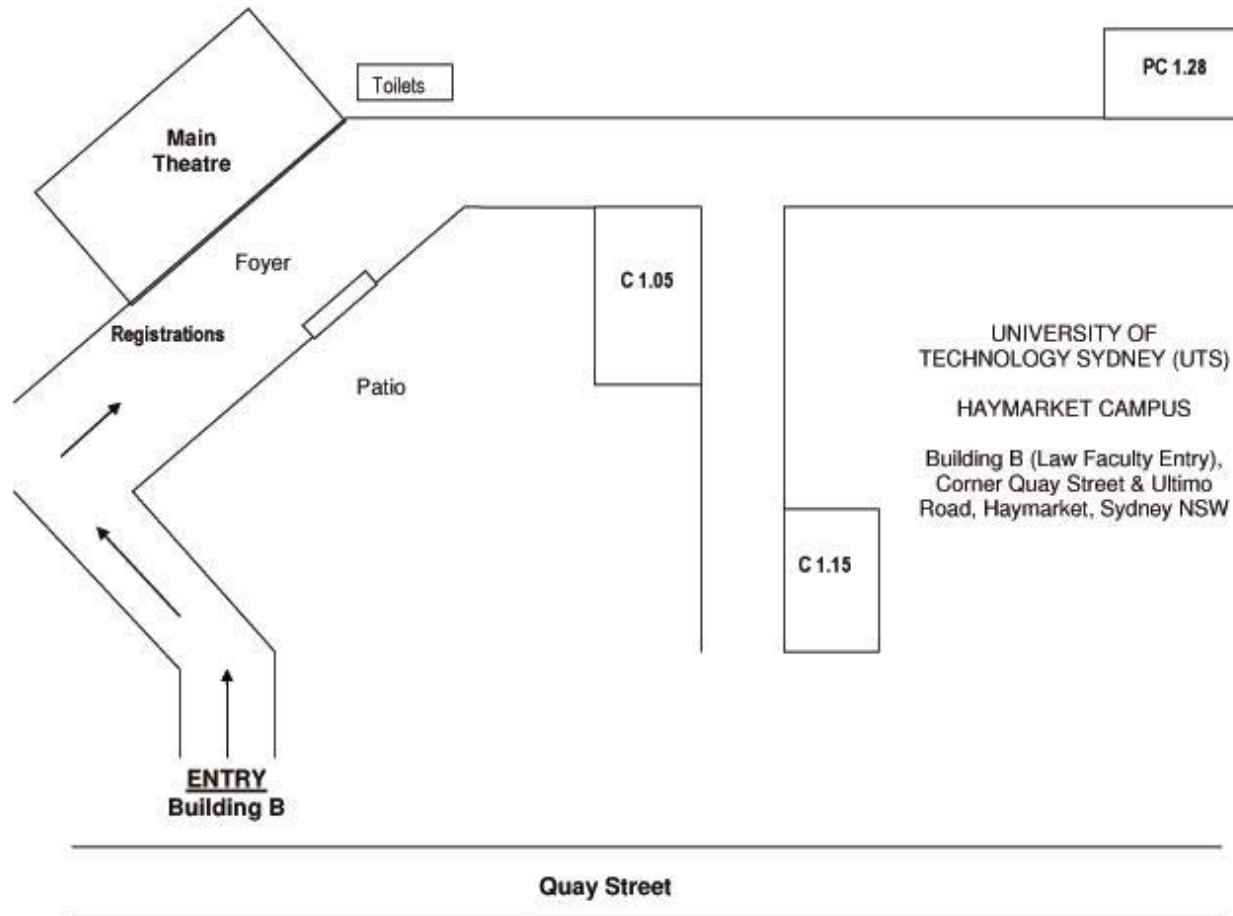 Toilets
PC 1.28
Main
Theatre
Foyer
C 1.05
Registrations
UNIVERSITY OF
TECHNOLOGY SYDNEY (UTS)
Patio
HAYMARKET CAMPUS
Building B (Law Faculty Entry),
Corner Quay Street & Ultimo
Road, Haymarket, Sydney NSW
C 1.15
ENTRY
Building B
Quay Street